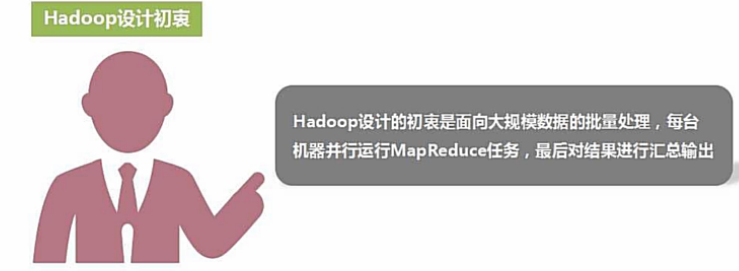 Hadoop设计初衷
Hadoop设计的初衷是面向大规模数据的批量处理，每台
机器并行运行MapReduce任务，最后对结果进行汇总输出